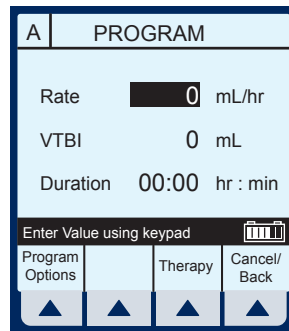 A PROGRAM
Rate 0 mL/hr
VTBI 0 mL
Duration 00:00 hr : min
Enter Value using keypad
Program Options
Therapy
Cancel/ Back